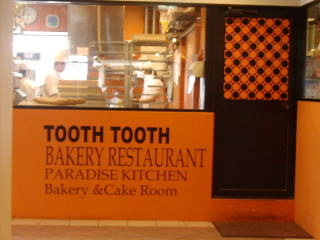 TOOTH TOOTH
BAKERY RESTAURANT
PARADISE KITCHEN
Bakery &Cake Room